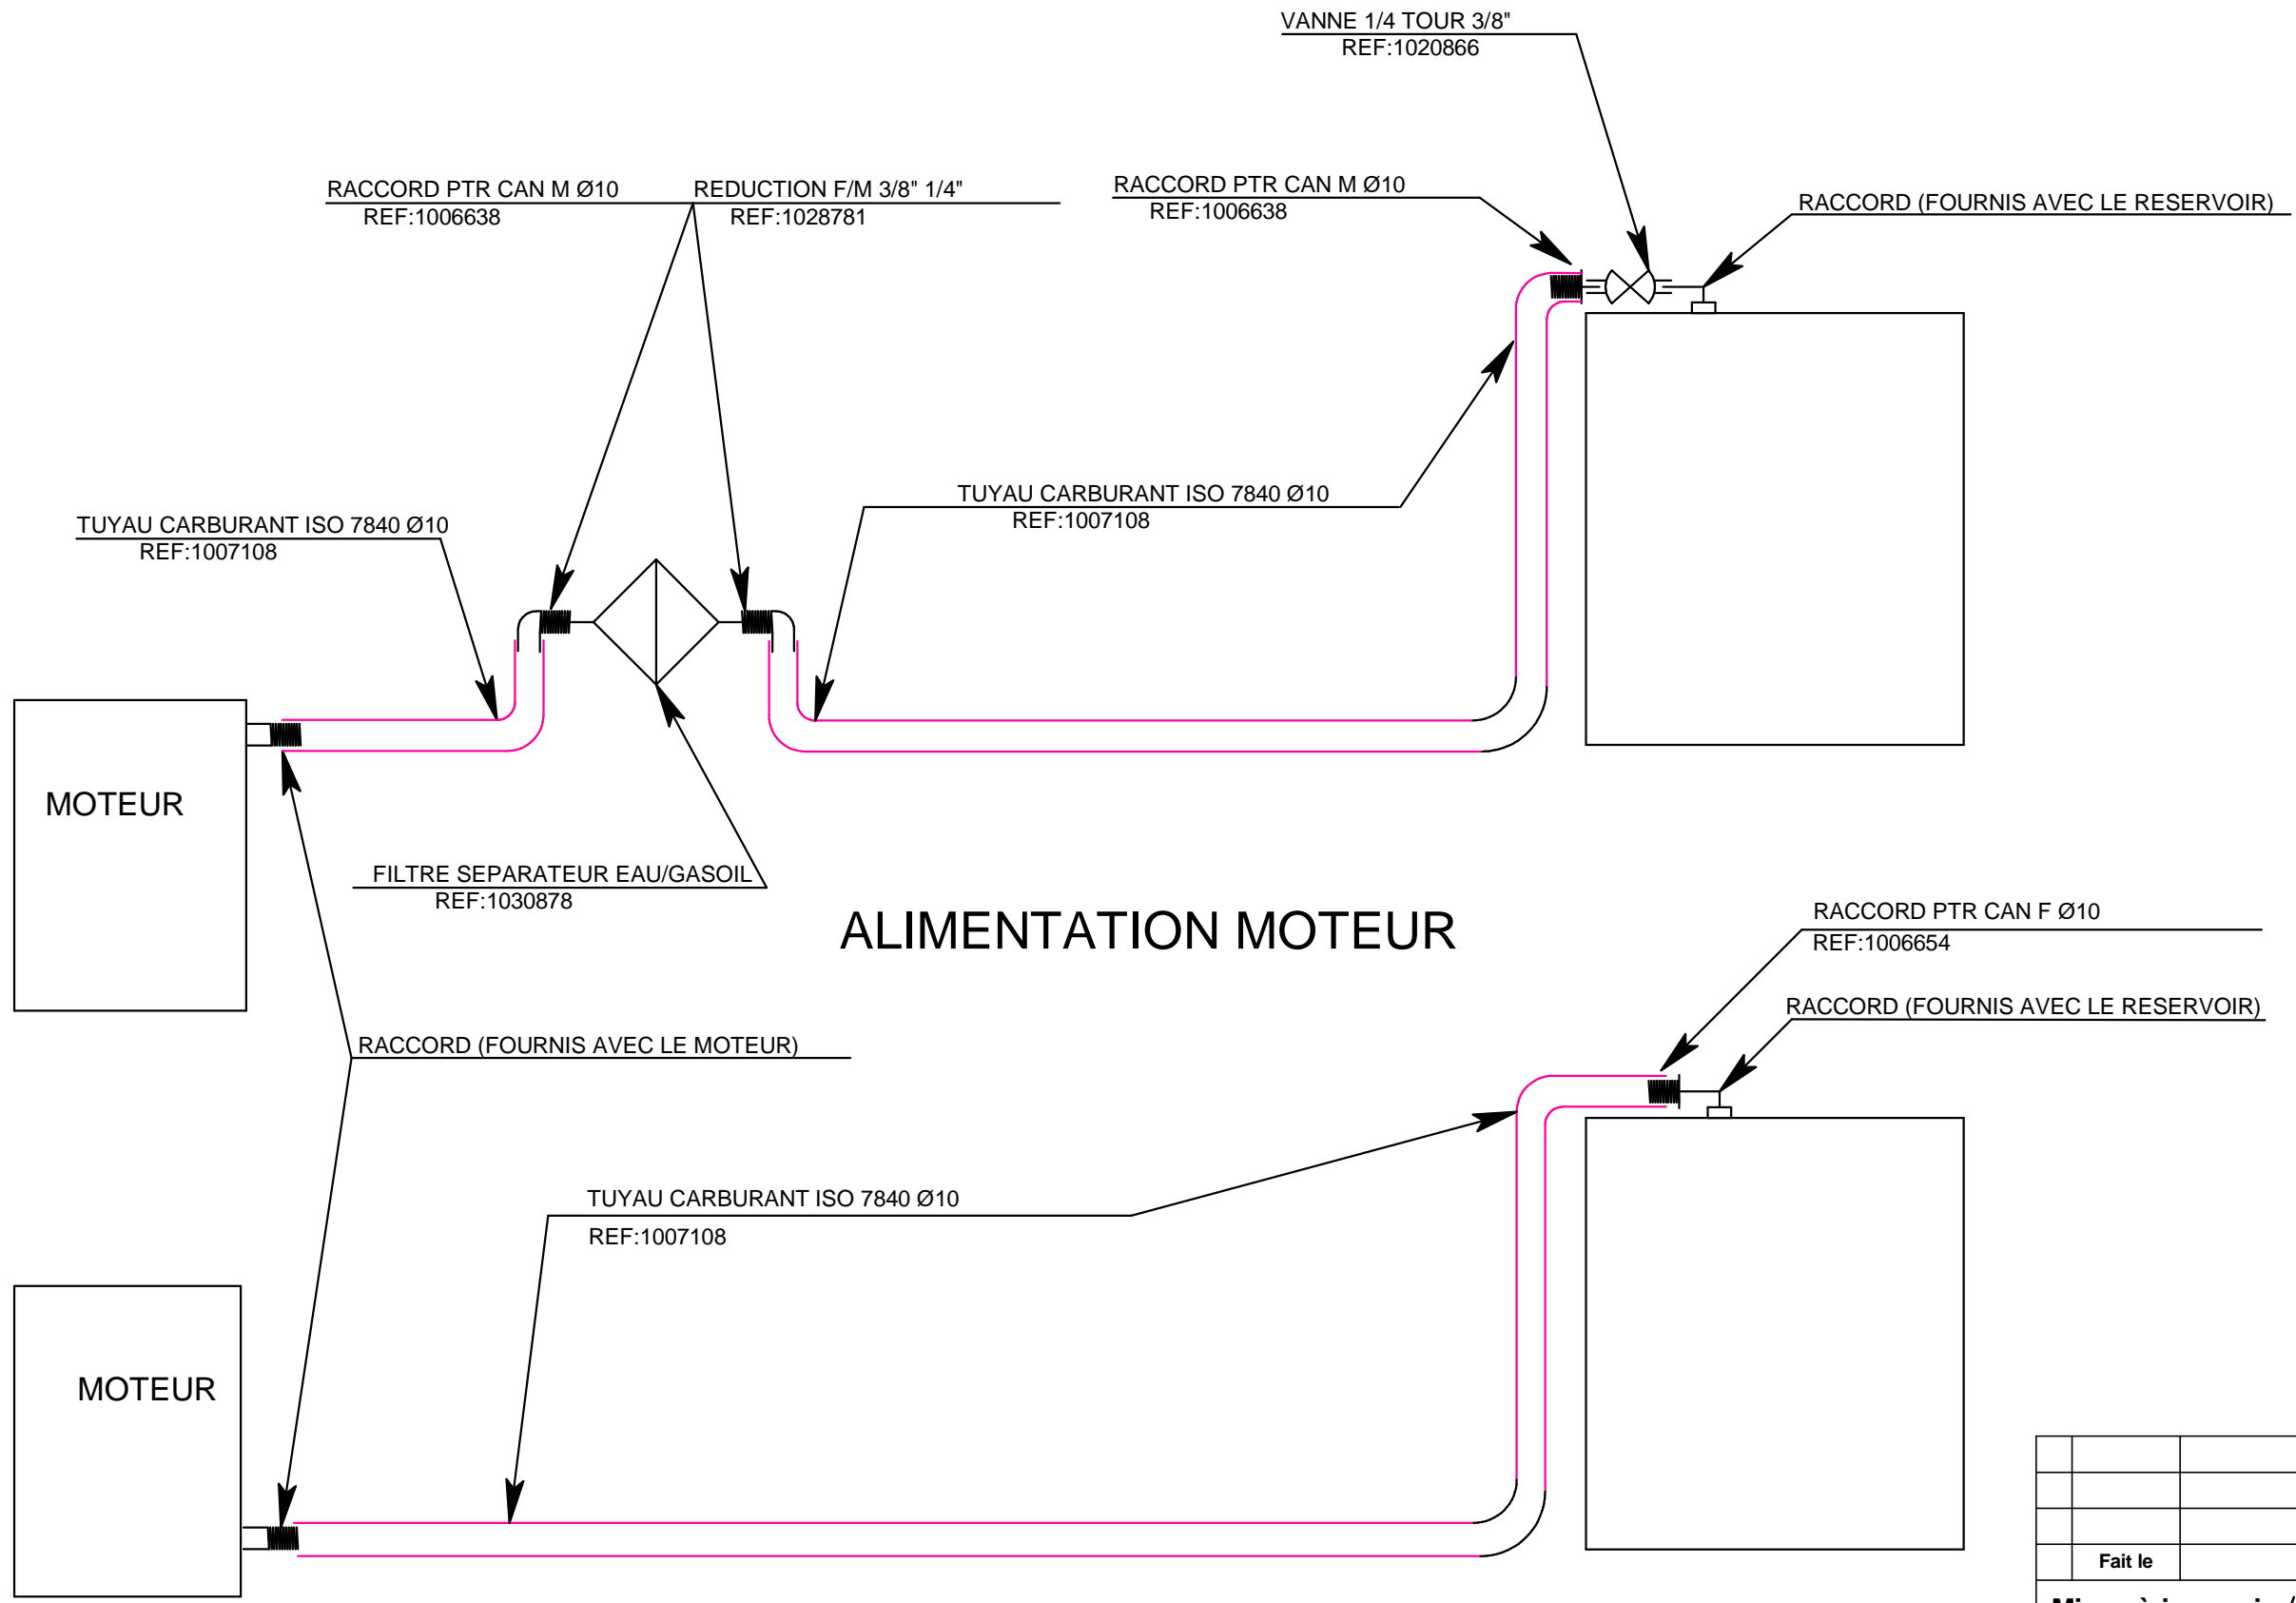 VANNE 1/4 TOUR 3/8"
REF:1020866
RACCORD PTR CAN M Ø10
REF:1006638
REDUCTION F/M 3/8" 1/4"
REF:1028781
RACCORD PTR CAN M Ø10
REF:1006638
RACCORD (FOURNIS AVEC LE RESERVOIR)
TUYAU CARBURANT ISO 7840 Ø10
REF:1007108
TUYAU CARBURANT ISO 7840 Ø10
REF:1007108
MOTEUR
FILTRE SEPARATEUR EAU/GASOIL
REF:1030878
ALIMENTATION MOTEUR
RACCORD PTR CAN F Ø10
REF:1006654
RACCORD (FOURNIS AVEC LE RESERVOIR)
RACCORD (FOURNIS AVEC LE MOTEUR)
TUYAU CARBURANT ISO 7840 Ø10
REF:1007108
MOTEUR
Fait le